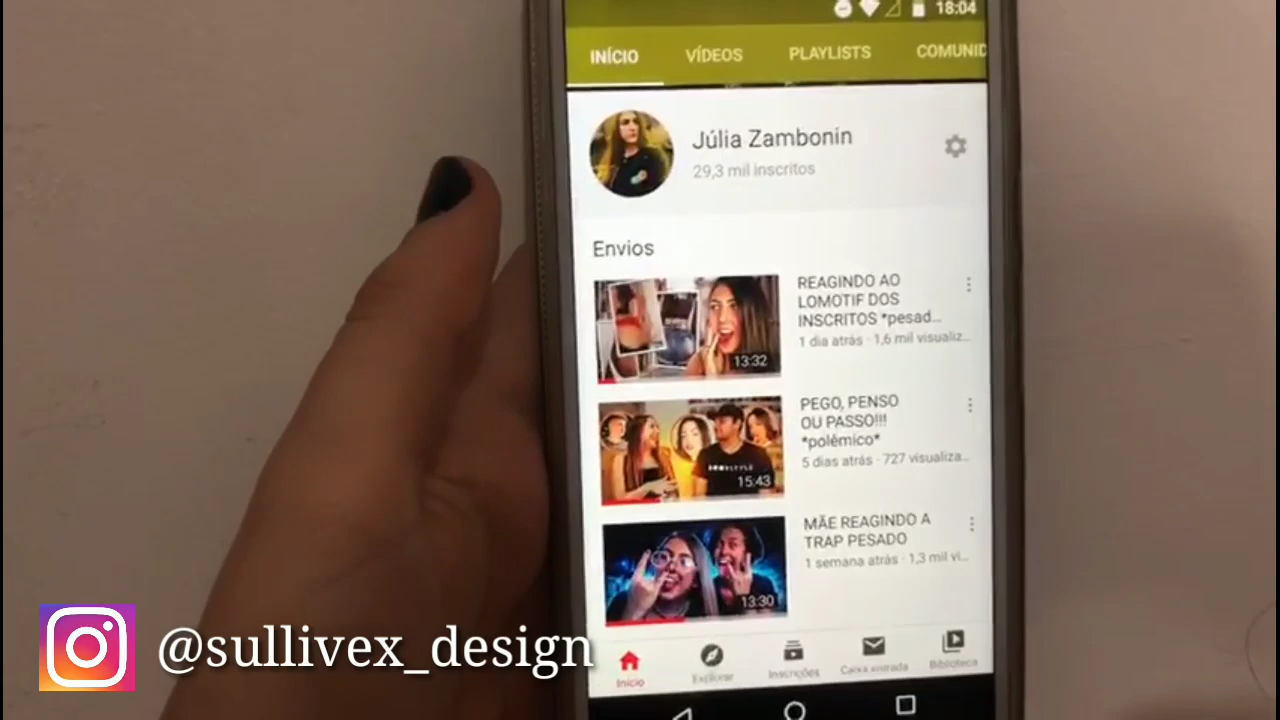 18:04
INÍCIO VÍDEOS PLAYLISTS COMUNID
Júlia Zambonin
29,3 mil inscritos
Envios
REAGINDO AO
LOMOTIF DOS
INSCRITOS *pesad...
1 dia atrás · 1,6 mil visualiz...
13:32
PEGO, PENSO
OU PASSO!!!
*polêmico*
5 dias atrás · 727 visualiza...
15:43
MÃE REAGINDO A
TRAP PESADO
1 semana atrás · 1,3 mil vi...
13:30
Início Explorar Inscrições Caixa entrada Biblioteca
@sullivex_design